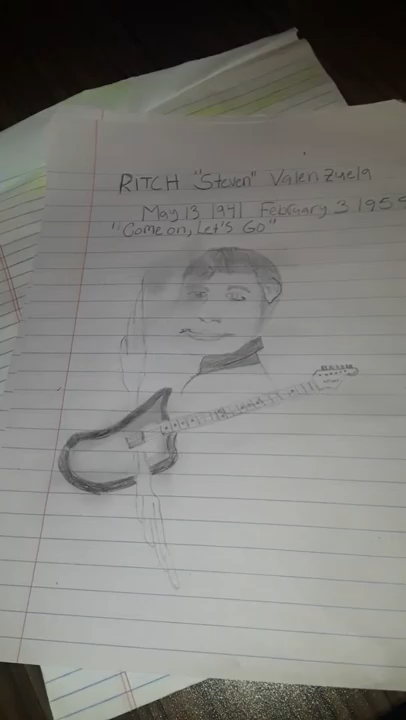 RITCH "Steven" Valenzuela
May 13 1941 February 3 1959
"Come on, Let's Go"